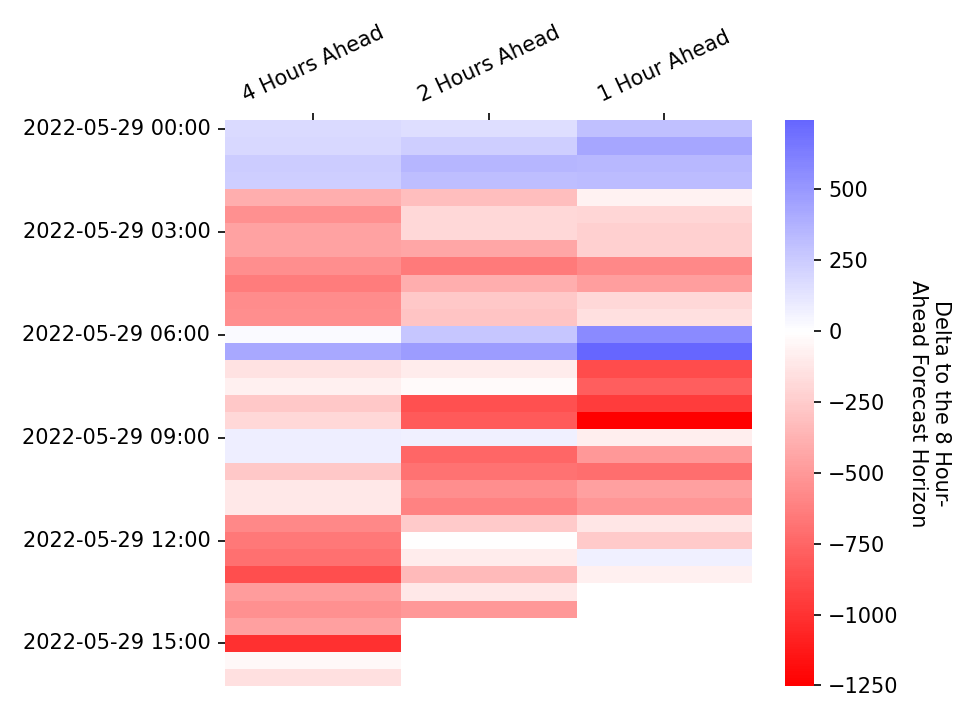 4 Hours Ahead
2 Hours Ahead
1 Hour Ahead
2022-05-29 00:00
2022-05-29 03:00
2022-05-29 06:00
2022-05-29 09:00
2022-05-29 12:00
2022-05-29 15:00
500
250
0
−250
−500
−750
−1000
−1250
Delta to the 8 Hour-
Ahead Forecast Horizon